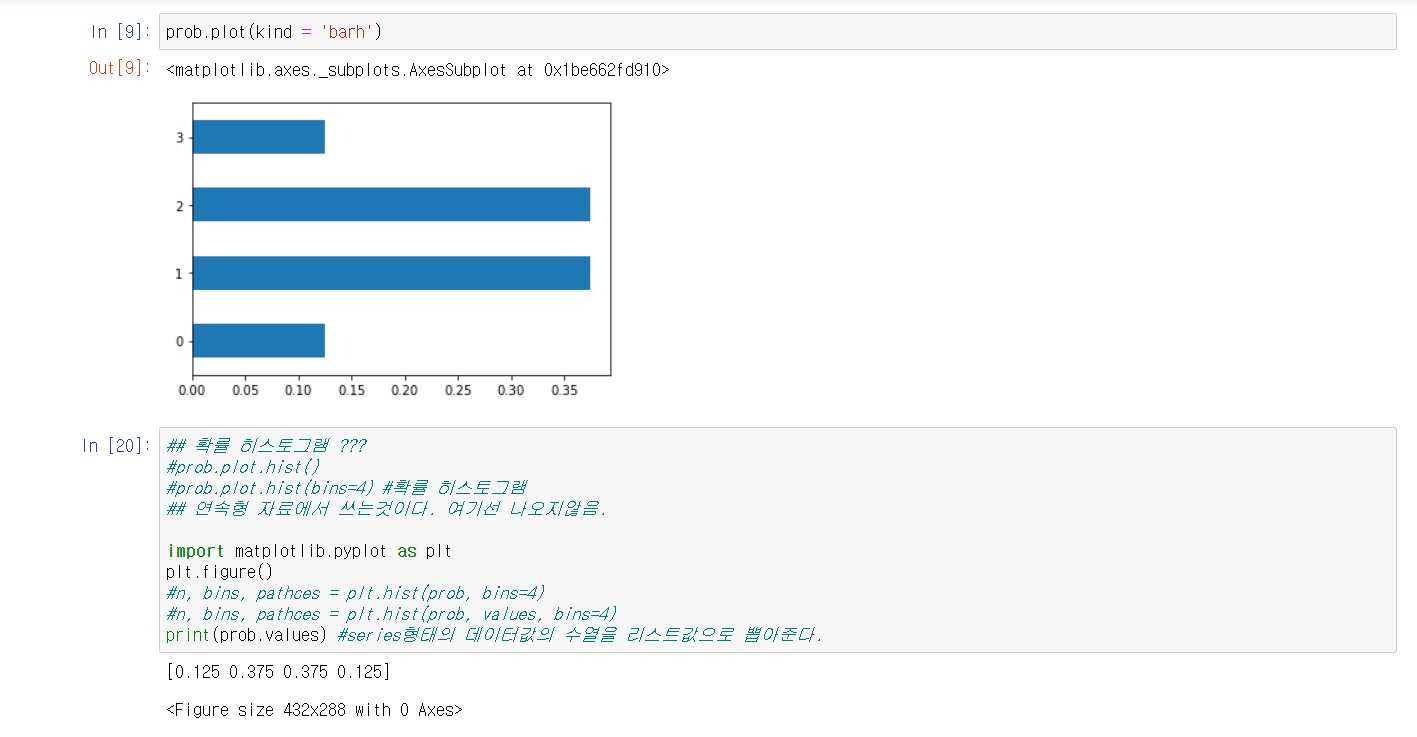 In [9]: prob.plot(kind = 'barh')
Out[9]: <matplotlib.axes._subplots.AxesSubplot at 0x1be662fd910>
3
2
1
0
0.00 0.05 0.10 0.15 0.20 0.25 0.30 0.35
In [20]: ## 확률 히스토그램 ???
#prob.plot.hist()
#prob.plot.hist(bins=4) #확률 히스토그램
## 연속형 자료에서 쓰는것이다. 여기선 나오지않음.
import matplotlib.pyplot as plt
plt.figure()
#n, bins, pathces = plt.hist(prob, bins=4)
#n, bins, pathces = plt.hist(prob, values, bins=4)
print(prob.values) #series형태의 데이터값의 수열을 리스트값으로 뽑아준다.
[0.125 0.375 0.375 0.125]
<Figure size 432x288 with 0 Axes>